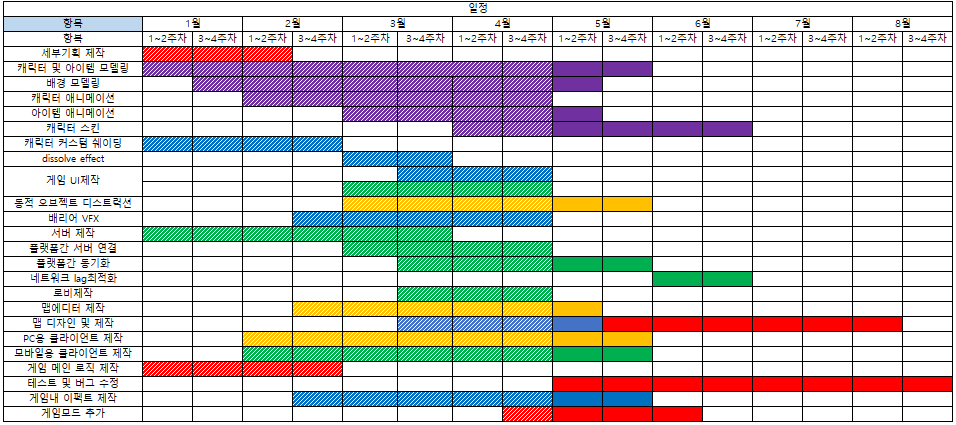 일정
항목 1월 2월 3월 4월 5월 6월 7월 8월
항목 1~2주차 3~4주차 1~2주차 3~4주차 1~2주차 3~4주차 1~2주차 3~4주차 1~2주차 3~4주차 1~2주차 3~4주차 1~2주차 3~4주차 1~2주차 3~4주차
세부기획 제작
캐릭터 및 아이템 모델링
배경 모델링
캐릭터 애니메이션
아이템 애니메이션
캐릭터 스킨
캐릭터 커스텀 쉐이딩
dissolve effect
게임 UI제작
동적 오브젝트 디스트럭션
배리어 VFX
서버 제작
플랫폼간 서버 연결
플랫폼간 동기화
네트워크 lag최적화
로비제작
맵에디터 제작
맵 디자인 및 제작
PC용 클라이언트 제작
모바일용 클라이언트 제작
게임 메인 로직 제작
테스트 및 버그 수정
게임내 이펙트 제작
게임모드 추가